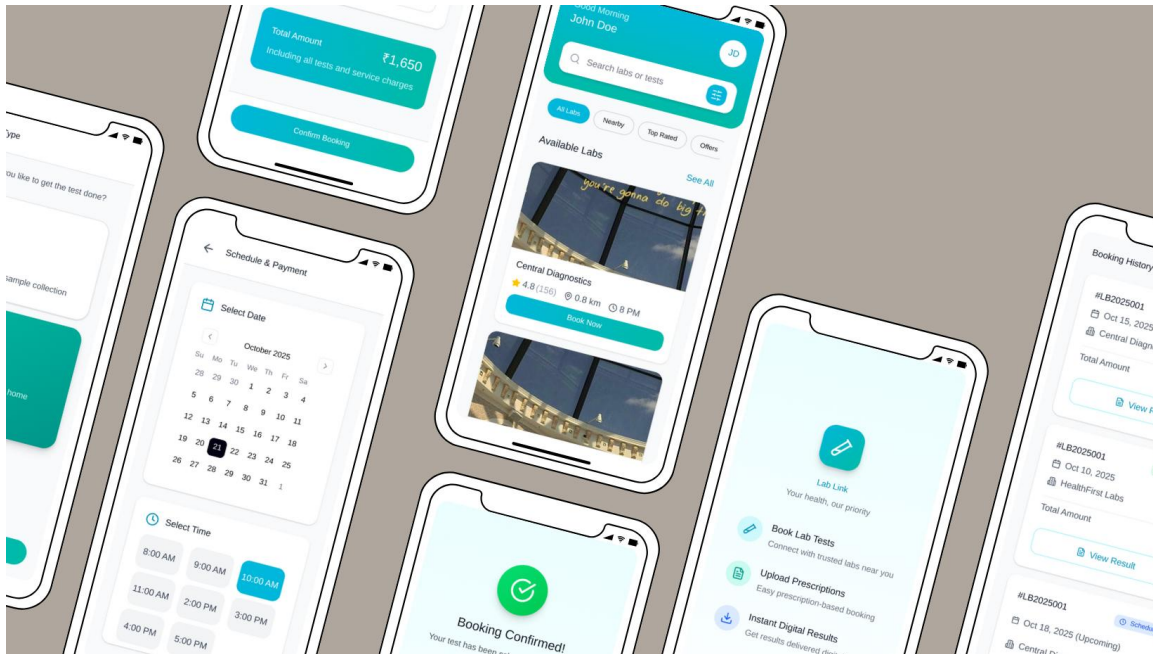 Type
you like to get the test done?
sample collection
home
Total Amount
₹1,650
Including all tests and service charges
Confirm Booking
Schedule & Payment
Select Date
October 2025
Su Mo Tu We Th Fr Sa
28 29 30 1 2 3 4
5 6 7 8 9 10 11
12 13 14 15 16 17 18
19 20 21 22 23 24 25
26 27 28 29 30 31 1
Select Time
8:00 AM 9:00 AM 10:00 AM
11:00 AM 2:00 PM 3:00 PM
4:00 PM 5:00 PM
Good Morning
John Doe
JD
Search labs or tests
All Labs Nearby Top Rated Offers
Available Labs
See All
you're gonna do big
Central Diagnostics
4.8 (156) 0.8 km 8 PM
Book Now
Booking Confirmed!
Your test has been
Lab Link
Your health, our priority
Book Lab Tests
Connect with trusted labs near you
Upload Prescriptions
Easy prescription-based booking
Instant Digital Results
Get results delivered
Booking History
#LB2025001
Oct 15, 2025
Central
Total Amount
View
#LB2025001
Oct 10, 2025
HealthFirst Labs
Total Amount
View Result
#LB2025001
Oct 18, 2025 (Upcoming)
Central